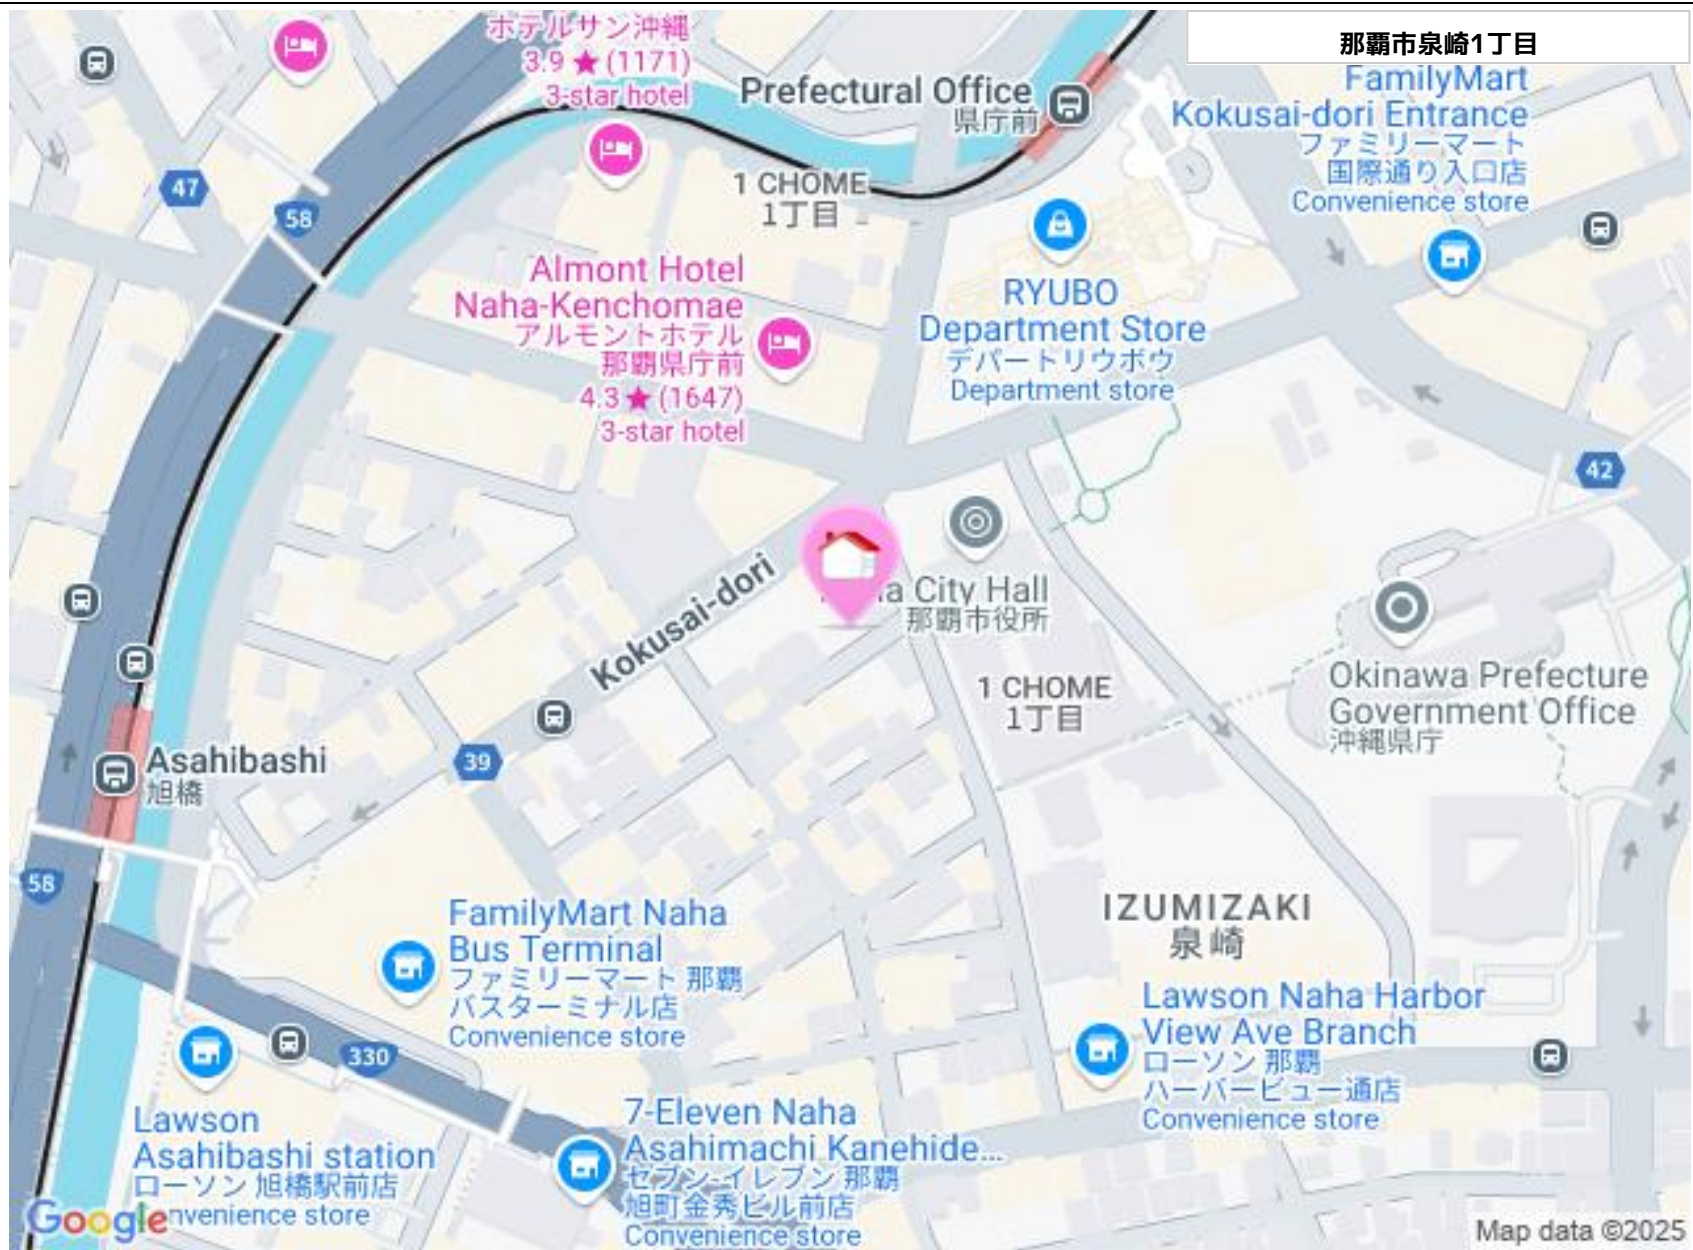 那覇市泉崎1丁目
ホテルサン沖縄
3.9 ★ (1171)
3-star hotel
Prefectural Office
県庁前
FamilyMart
Kokusai-dori Entrance
ファミリーマート
国際通り入口店
Convenience store
47
58
1 CHOME
1丁目
Almont Hotel
Naha-Kenchomae
アルモントホテル
那覇県庁前
4.3 ★ (1647)
3-star hotel
RYUBO
Department Store
デパートリウボウ
Department store
42
Kokusai-dori
City Hall
那覇市役所
1 CHOME
1丁目
Okinawa Prefecture
Government Office
沖縄県庁
Asahibashi
旭橋
39
58
FamilyMart Naha
Bus Terminal
ファミリーマート 那覇
バスターミナル店
Convenience store
IZUMIZAKI
泉崎
Lawson Naha Harbor
View Ave Branch
ローソン 那覇
ハーバービュー通店
Convenience store
330
Lawson
Asahibashi station
ローソン 旭橋駅前店
store
7-Eleven Naha
Asahimachi Kanehide...
セブン-イレブン 那覇
旭町金秀ビル前店
Convenience store
Google
Map data ©2025